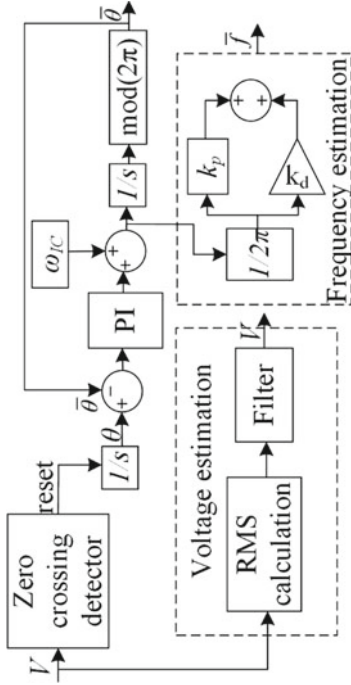 V
Zero
crossing
detector
reset
1/s
θ
θ̄
+
−
PI
ω_IC
+
+
1/s
mod(2π)
θ̄
Voltage estimation
RMS
calculation
Filter
V
1/2π
k_p
k_d
+
+
f̄
Frequency estimation